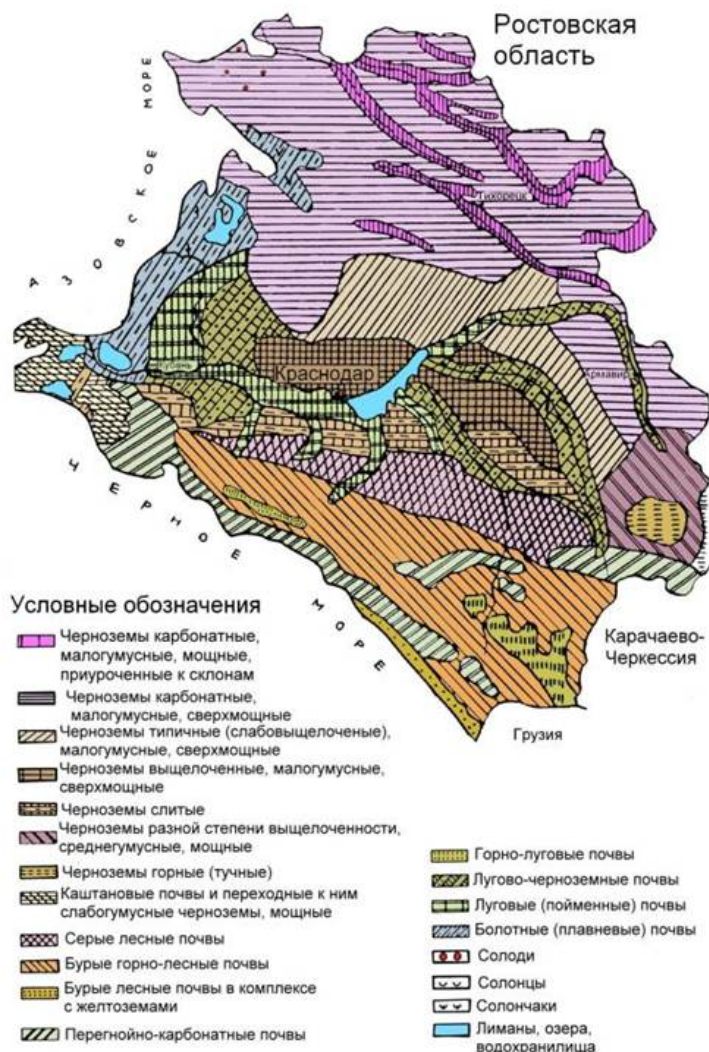 Ростовская
область
АЗОВСКОЕ МОРЕ
Тихорецк
Кубань
Краснодар
Армавир
ЧЕРНОЕ МОРЕ
Карачаево-
Черкессия
Грузия
Условные обозначения
Черноземы карбонатные,
малогумусные, мощные,
приуроченные к склонам
Черноземы карбонатные,
малогумусные, сверхмощные
Черноземы типичные (слабовыщелоченые),
малогумусные, сверхмощные
Черноземы выщелоченные, малогумусные,
сверхмощные
Черноземы слитые
Черноземы разной степени выщелоченности,
среднегумусные, мощные
Черноземы горные (тучные)
Каштановые почвы и переходные к ним
слабогумусные черноземы, мощные
Серые лесные почвы
Бурые горно-лесные почвы
Бурые лесные почвы в комплексе
с желтоземами
Перегнойно-карбонатные почвы
Горно-луговые почвы
Лугово-черноземные почвы
Луговые (пойменные) почвы
Болотные (плавневые) почвы
Солоди
Солонцы
Солончаки
Лиманы, озера,
водохранилища